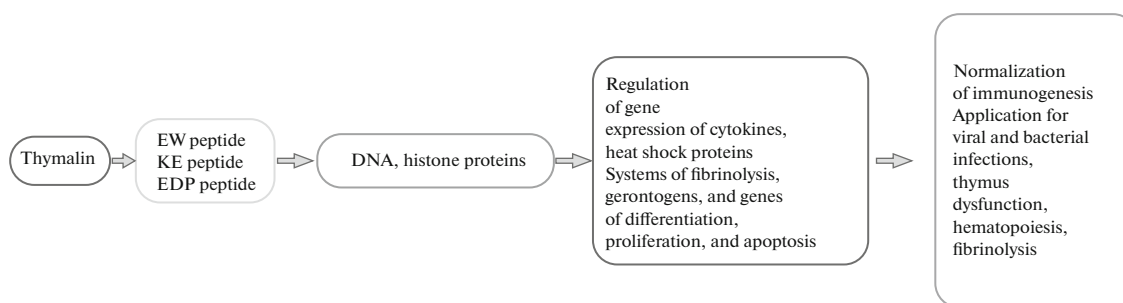 Thymalin
EW peptide
KE peptide
EDP peptide
DNA, histone proteins
Regulation
of gene
expression of cytokines,
heat shock proteins
Systems of fibrinolysis,
gerontogens, and genes
of differentiation,
proliferation, and apoptosis
Normalization
of immunogenesis
Application for
viral and bacterial
infections,
thymus
dysfunction,
hematopoiesis,
fibrinolysis